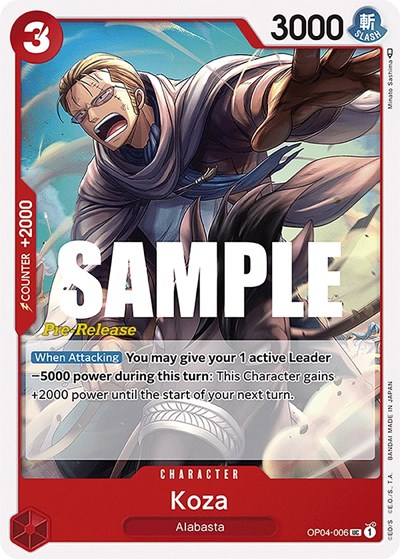 3
3000
斬
SLASH
Minato Sashima
COUNTER +2000
SAMPLE
Pre-Release
When Attacking You may give your 1 active Leader
−5000 power during this turn: This Character gains
+2000 power until the start of your next turn.
©E.O./S., T.A. BANDAI MADE IN JAPAN
CHARACTER
Koza
Alabasta
OP04-006 UC 1